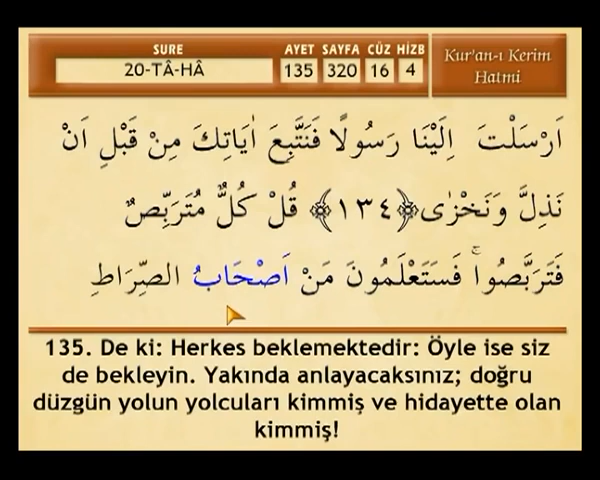 SURE AYET SAYFA CÜZ HİZB
20-TÂ-HÂ 135 320 16 4
Kur'an-ı Kerim
Hatmi
اَرْسَلْتَ اِلَيْنَا رَسُولًا فَنَتَّبِعَ اٰيَاتِكَ مِنْ قَبْلِ اَنْ
نَذِلَّ وَنَخْزٰى ﴿١٣٤﴾ قُلْ كُلٌّ مُتَرَبِّصٌ
فَتَرَبَّصُواۚ فَسَتَعْلَمُونَ مَنْ اَصْحَابُ الصِّرَاطِ
135. De ki: Herkes beklemektedir: Öyle ise siz
de bekleyin. Yakında anlayacaksınız; doğru
düzgün yolun yolcuları kimmiş ve hidayette olan
kimmiş!